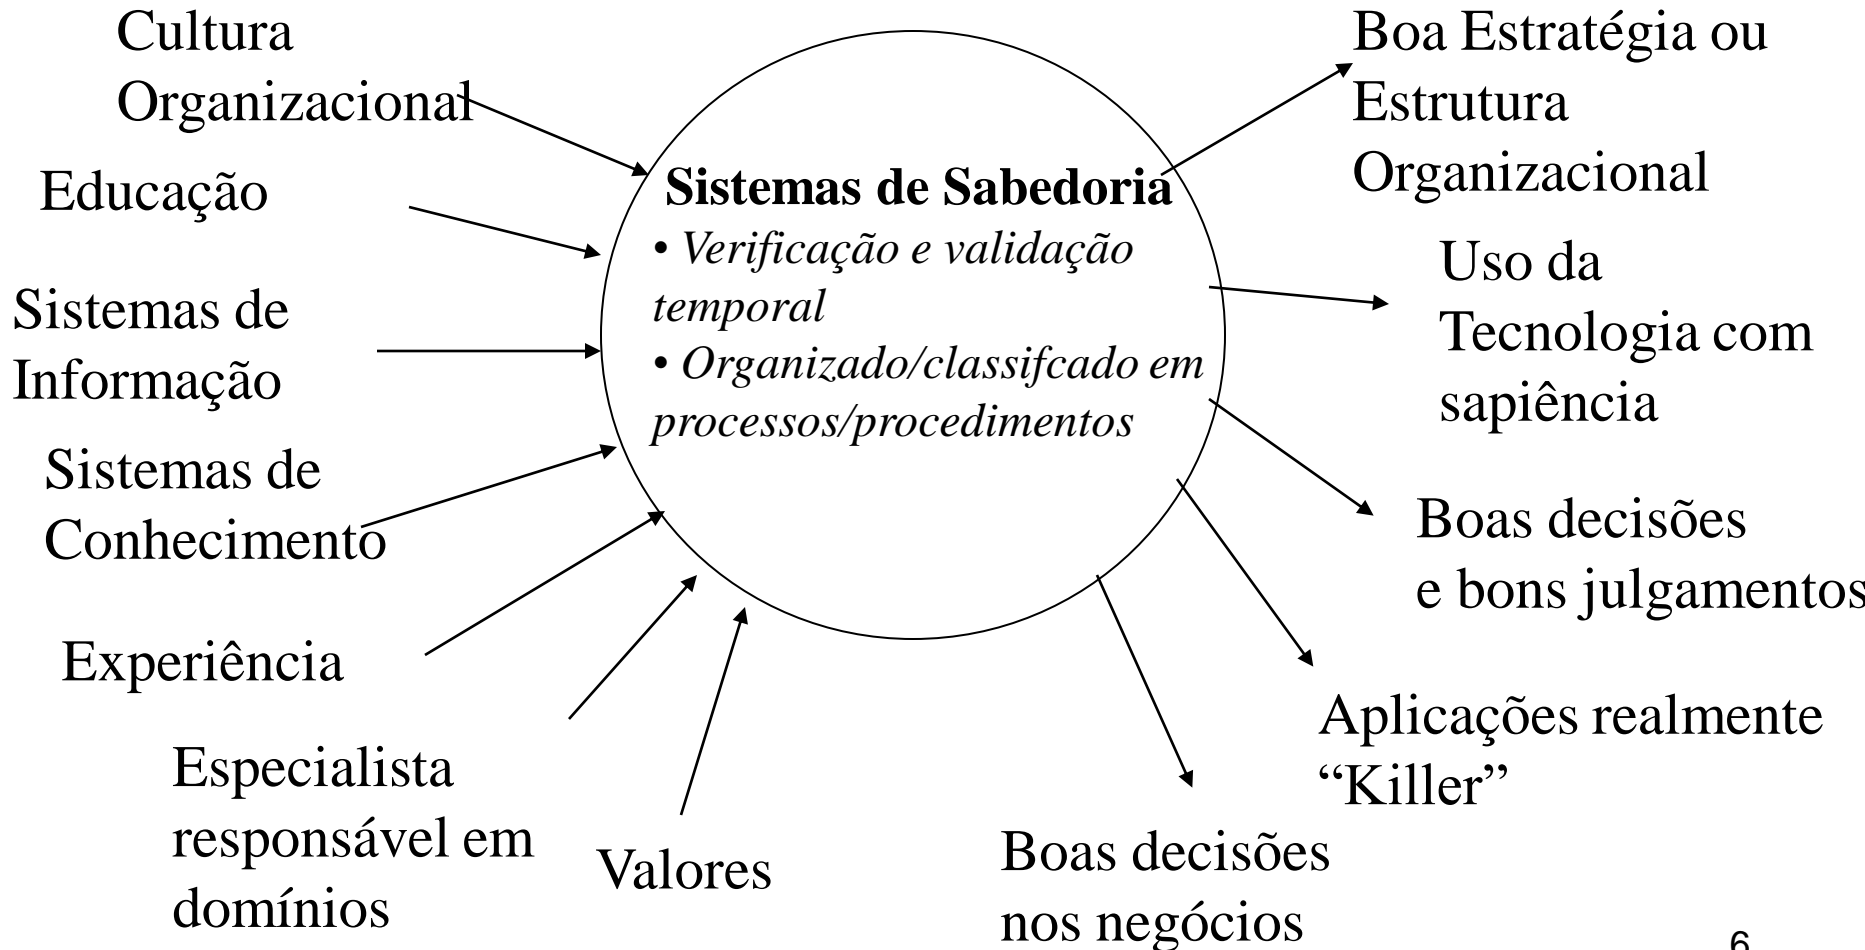 Cultura
Organizacional
Educação
Sistemas de
Informação
Sistemas de
Conhecimento
Experiência
Especialista
responsável em
domínios
Valores
Sistemas de Sabedoria
• Verificação e validação
temporal
• Organizado/classifcado em
processos/procedimentos
Boa Estratégia ou
Estrutura
Organizacional
Uso da
Tecnologia com
sapiência
Boas decisões
e bons julgamentos
Aplicações realmente
“Killer”
Boas decisões
nos negócios
6